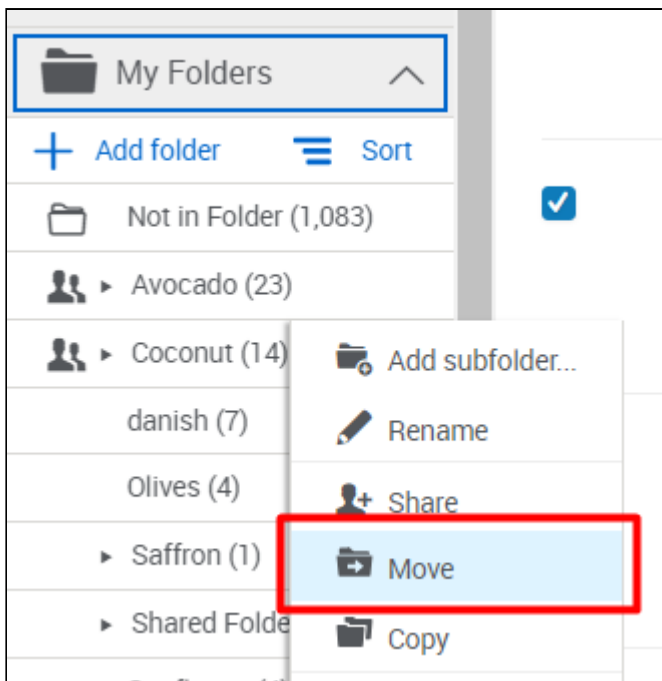 My Folders
Add folder Sort
Not in Folder (1,083)
Avocado (23)
Coconut (14)
Add subfolder...
danish (7)
Rename
Olives (4)
Share
Saffron (1)
Move
Shared Folde
Copy